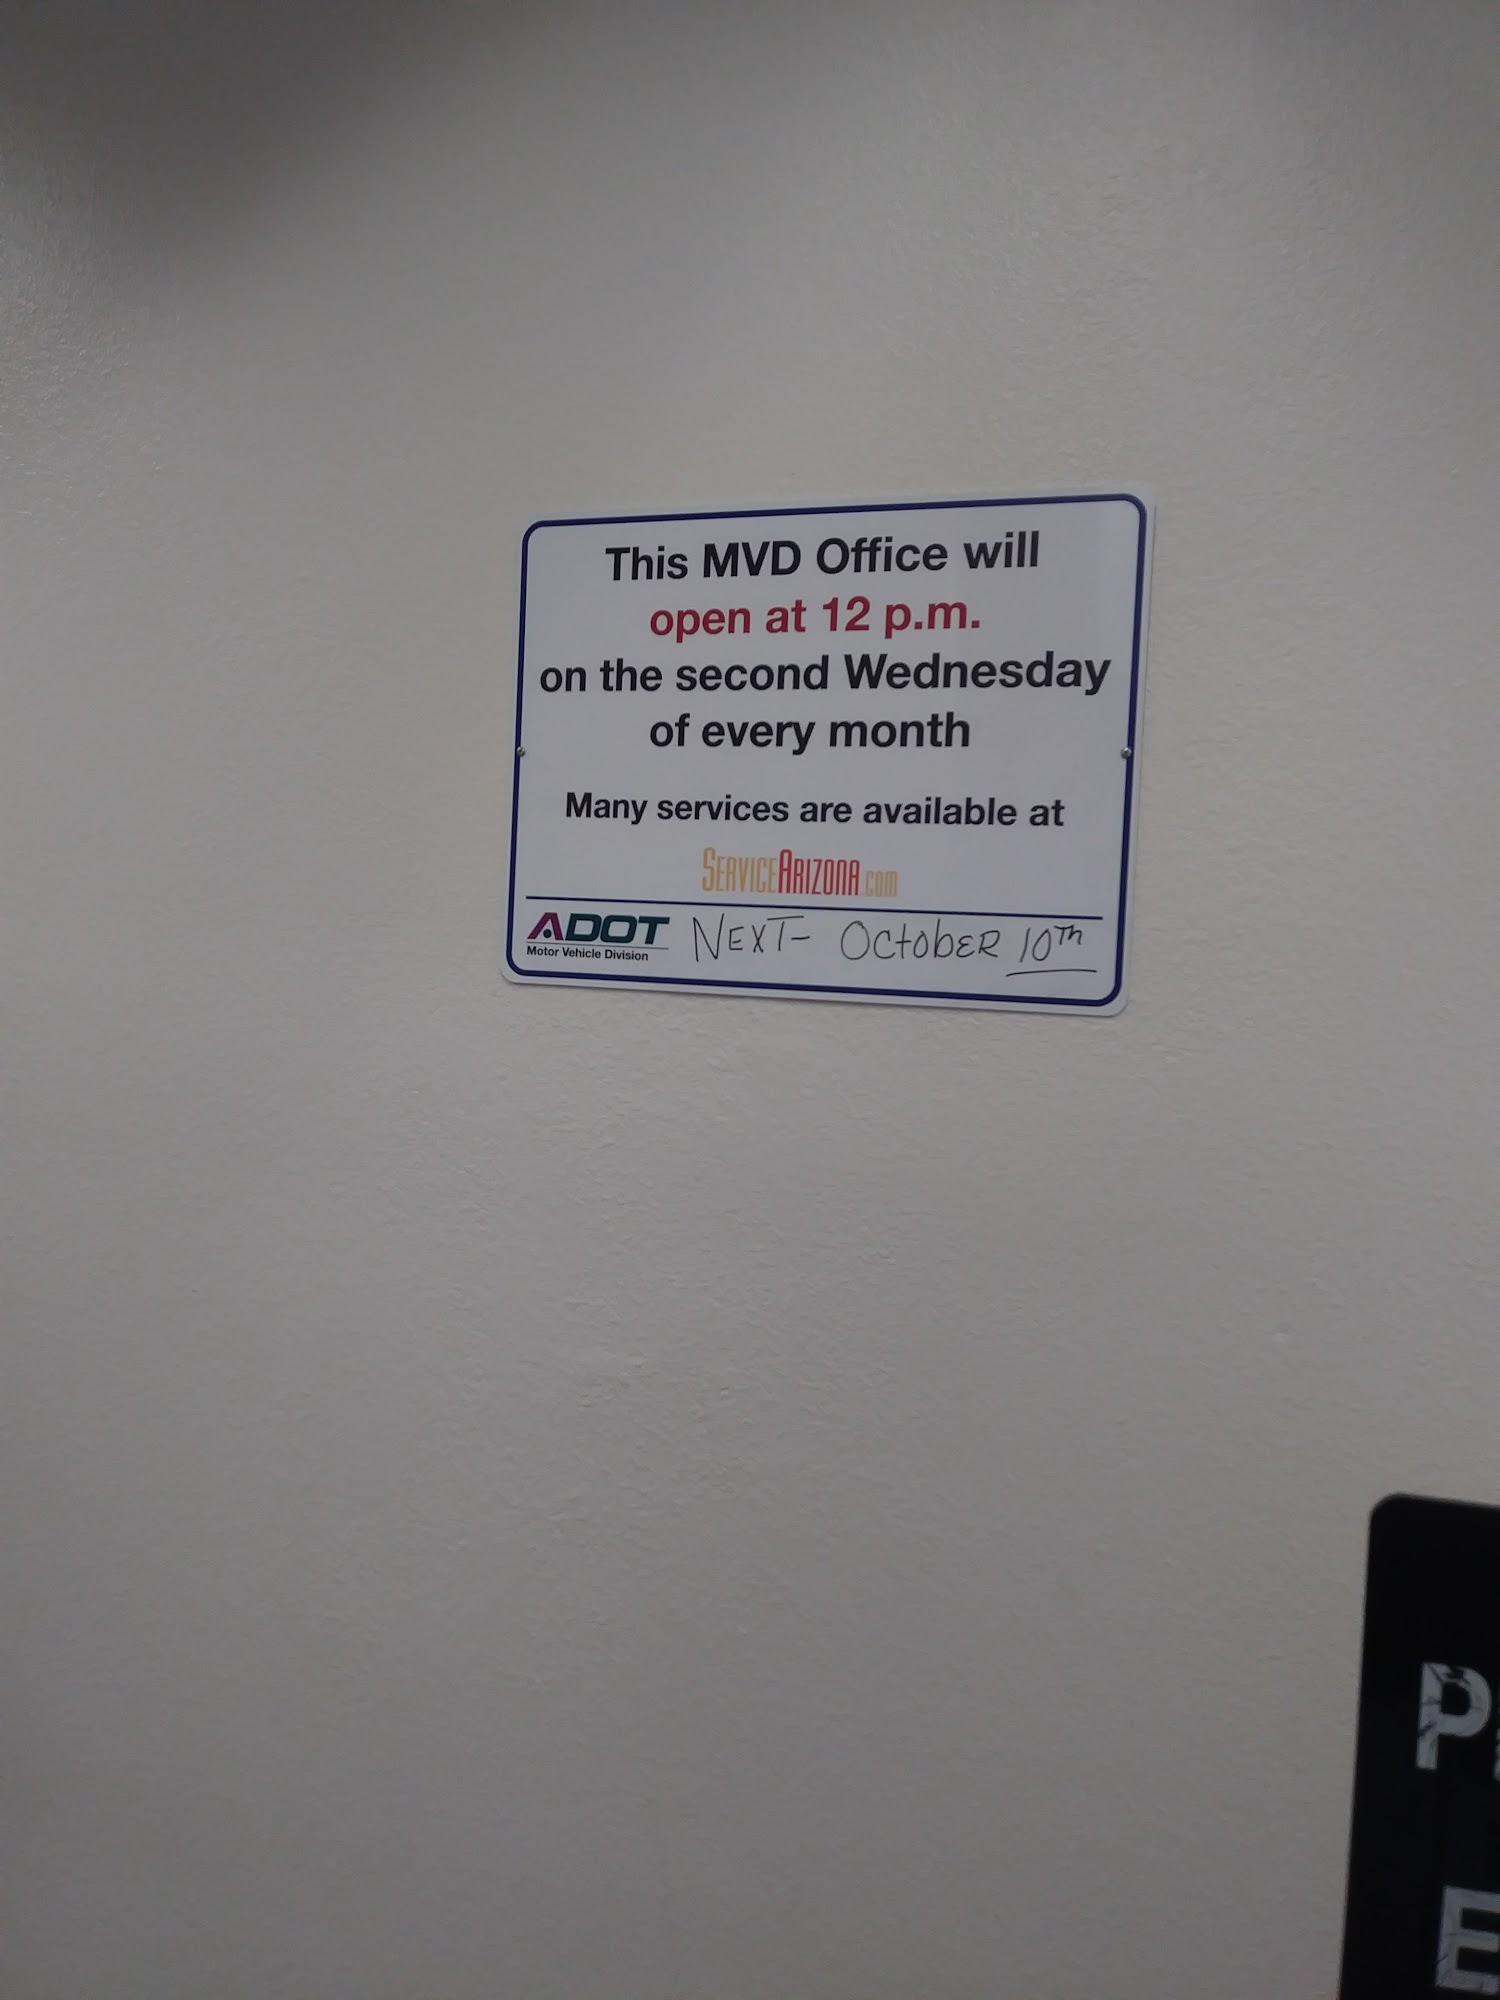 This MVD Office will
open at 12 p.m.
on the second Wednesday
of every month
Many services are available at
SERVICEARIZONA.com
ADOT
Motor Vehicle Division
NEXT- OCtobER 10Th
P
E